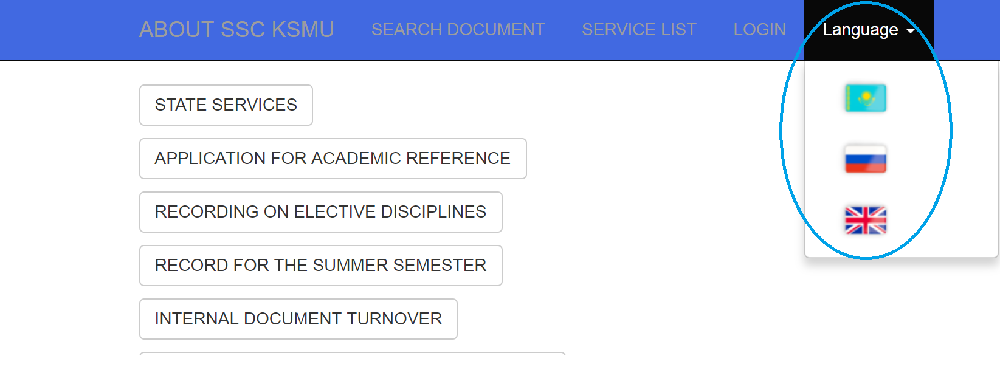 ABOUT SSC KSMU SEARCH DOCUMENT SERVICE LIST LOGIN Language
STATE SERVICES
APPLICATION FOR ACADEMIC REFERENCE
RECORDING ON ELECTIVE DISCIPLINES
RECORD FOR THE SUMMER SEMESTER
INTERNAL DOCUMENT TURNOVER